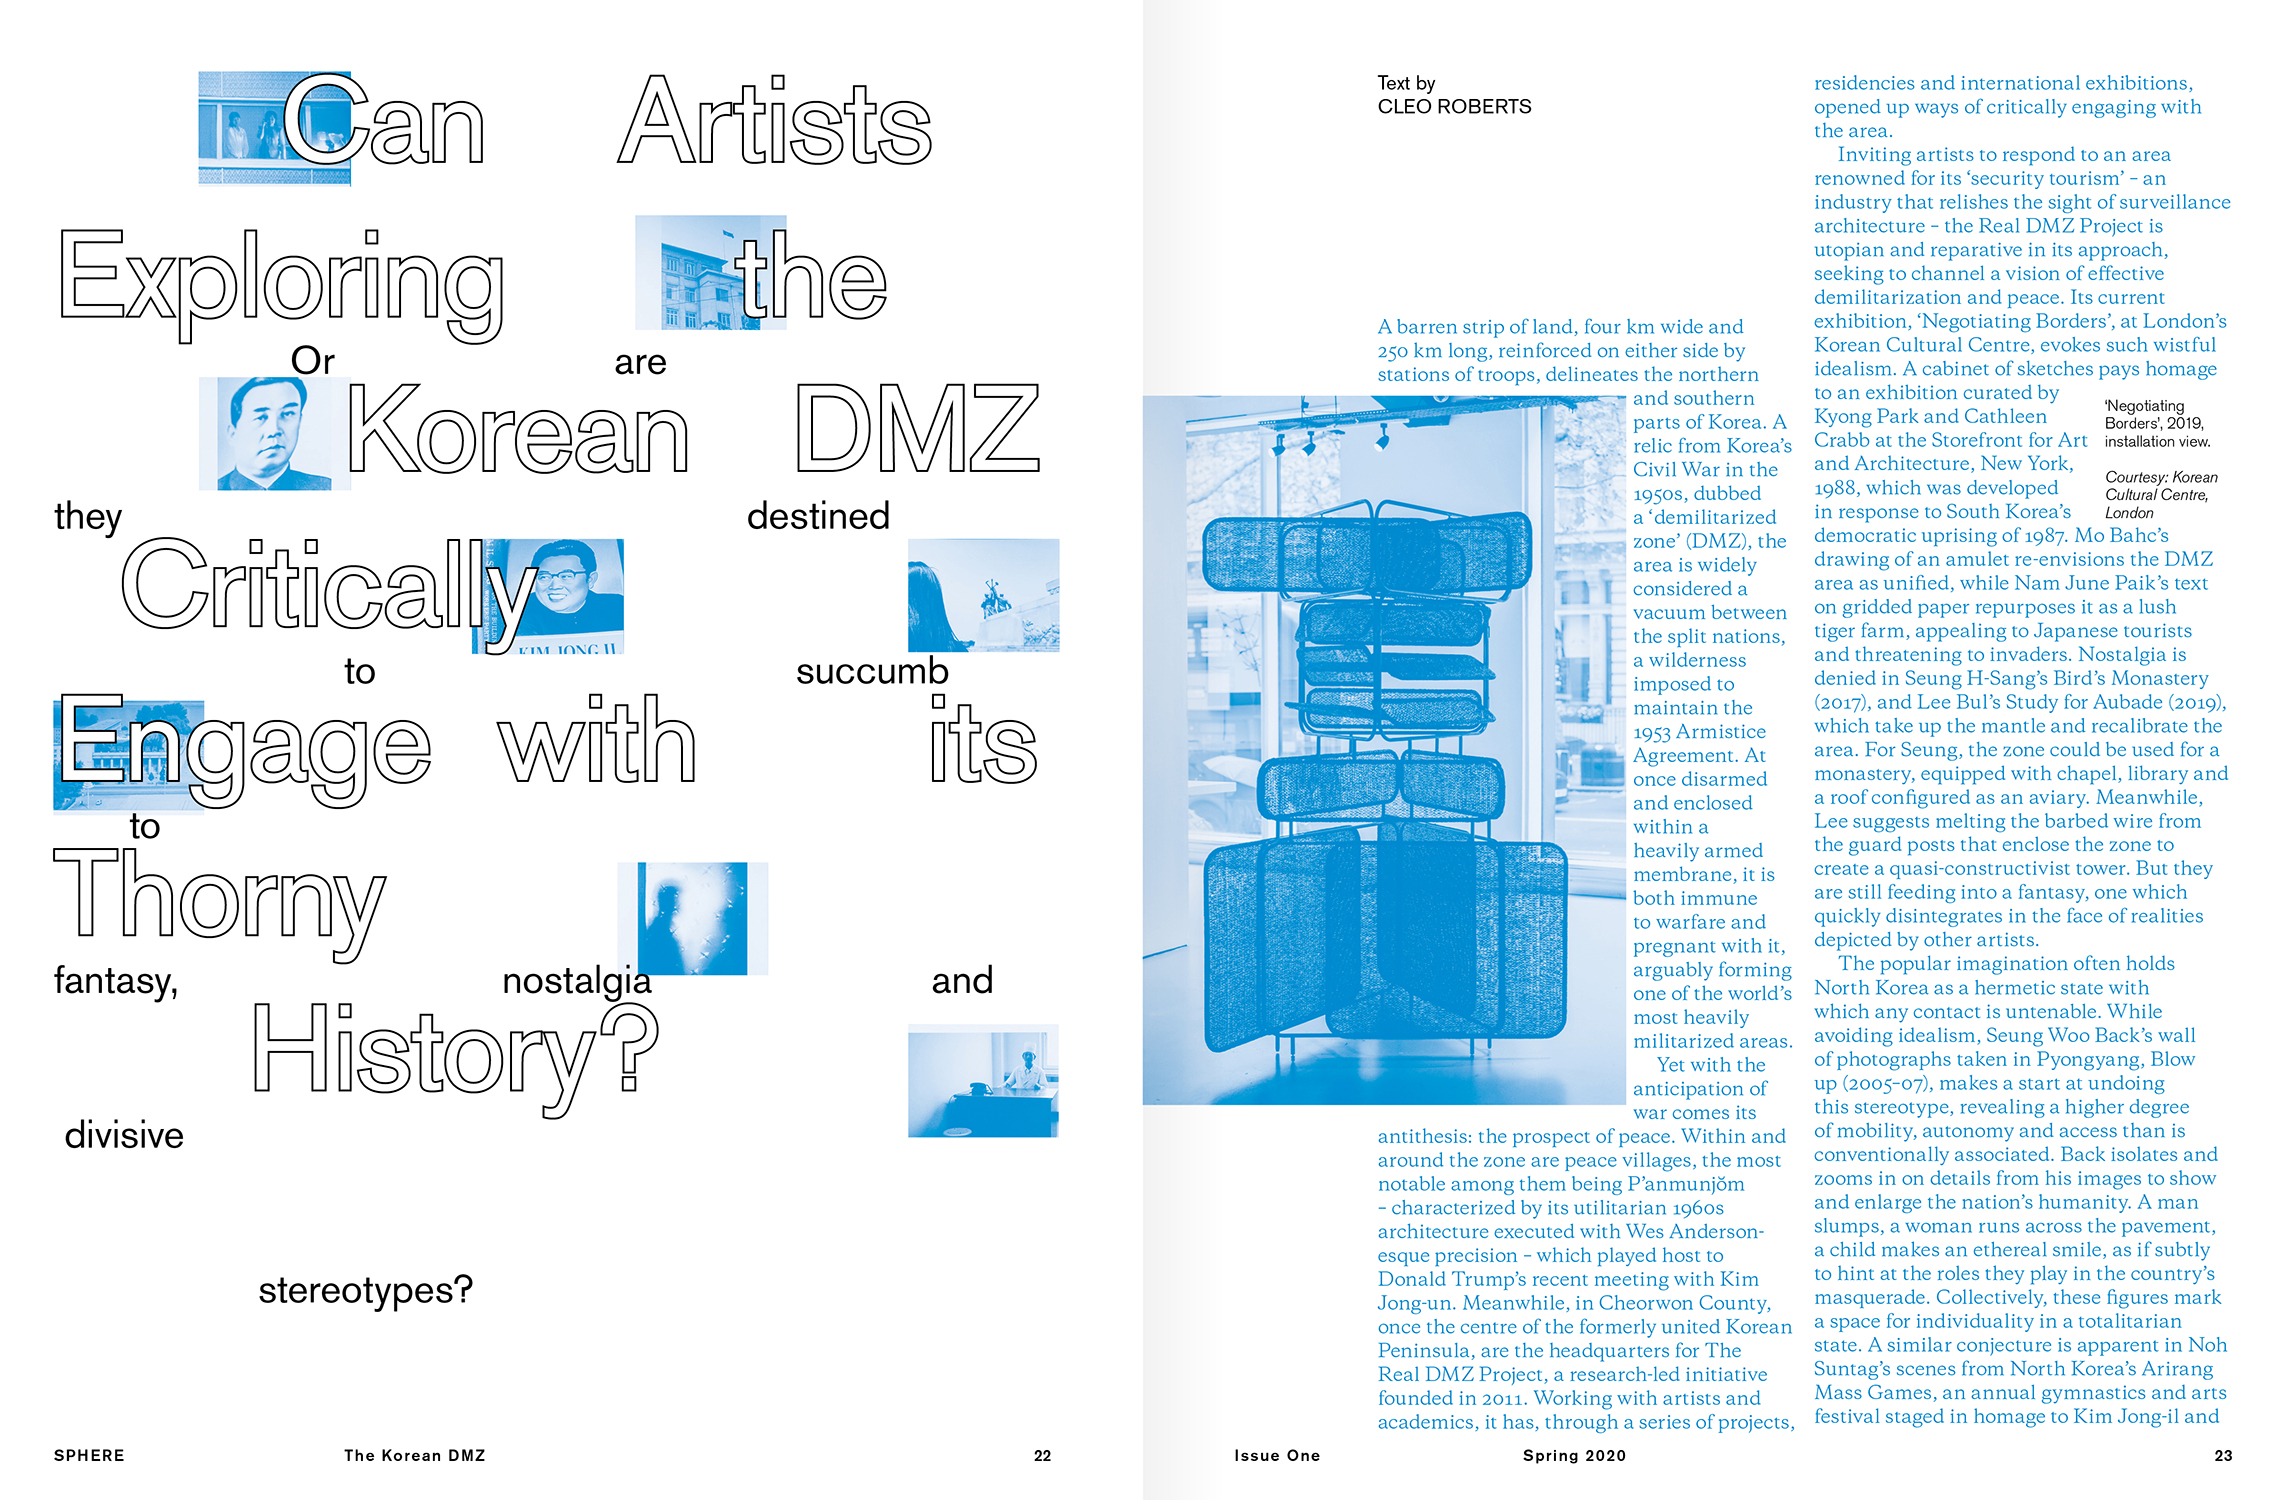 Can Artists
Exploring the
Korean DMZ
Critically
Engage with its
Thorny
History?
Or are
they destined
to succumb
to
fantasy, nostalgia and
divisive
stereotypes?
KIM JONG IL
SPHERE The Korean DMZ 22
Text by
CLEO ROBERTS
A barren strip of land, four km wide and
250 km long, reinforced on either side by
stations of troops, delineates the northern
and southern
parts of Korea. A
relic from Korea’s
Civil War in the
1950s, dubbed
a ‘demilitarized
zone’ (DMZ), the
area is widely
considered a
vacuum between
the split nations,
a wilderness
imposed to
maintain the
1953 Armistice
Agreement. At
once disarmed
and enclosed
within a
heavily armed
membrane, it is
both immune
to warfare and
pregnant with it,
arguably forming
one of the world’s
most heavily
militarized areas.
Yet with the
anticipation of
war comes its
antithesis: the prospect of peace. Within and
around the zone are peace villages, the most
notable among them being P’anmunjŏm
– characterized by its utilitarian 1960s
architecture executed with Wes Anderson-
esque precision – which played host to
Donald Trump’s recent meeting with Kim
Jong-un. Meanwhile, in Cheorwon County,
once the centre of the formerly united Korean
Peninsula, are the headquarters for The
Real DMZ Project, a research-led initiative
founded in 2011. Working with artists and
academics, it has, through a series of projects,
residencies and international exhibitions,
opened up ways of critically engaging with
the area.
Inviting artists to respond to an area
renowned for its ‘security tourism’ – an
industry that relishes the sight of surveillance
architecture – the Real DMZ Project is
utopian and reparative in its approach,
seeking to channel a vision of effective
demilitarization and peace. Its current
exhibition, ‘Negotiating Borders’, at London’s
Korean Cultural Centre, evokes such wistful
idealism. A cabinet of sketches pays homage
to an exhibition curated by
Kyong Park and Cathleen
Crabb at the Storefront for Art
and Architecture, New York,
1988, which was developed
in response to South Korea’s
democratic uprising of 1987. Mo Bahc’s
drawing of an amulet re-envisions the DMZ
area as unified, while Nam June Paik’s text
on gridded paper repurposes it as a lush
tiger farm, appealing to Japanese tourists
and threatening to invaders. Nostalgia is
denied in Seung H-Sang’s Bird’s Monastery
(2017), and Lee Bul’s Study for Aubade (2019),
which take up the mantle and recalibrate the
area. For Seung, the zone could be used for a
monastery, equipped with chapel, library and
a roof configured as an aviary. Meanwhile,
Lee suggests melting the barbed wire from
the guard posts that enclose the zone to
create a quasi-constructivist tower. But they
are still feeding into a fantasy, one which
quickly disintegrates in the face of realities
depicted by other artists.
The popular imagination often holds
North Korea as a hermetic state with
which any contact is untenable. While
avoiding idealism, Seung Woo Back’s wall
of photographs taken in Pyongyang, Blow
up (2005–07), makes a start at undoing
this stereotype, revealing a higher degree
of mobility, autonomy and access than is
conventionally associated. Back isolates and
zooms in on details from his images to show
and enlarge the nation’s humanity. A man
slumps, a woman runs across the pavement,
a child makes an ethereal smile, as if subtly
to hint at the roles they play in the country’s
masquerade. Collectively, these figures mark
a space for individuality in a totalitarian
state. A similar conjecture is apparent in Noh
Suntag’s scenes from North Korea’s Arirang
Mass Games, an annual gymnastics and arts
festival staged in homage to Kim Jong-il and
‘Negotiating
Borders’, 2019,
installation view.
Courtesy: Korean
Cultural Centre,
London
Issue One Spring 2020 23